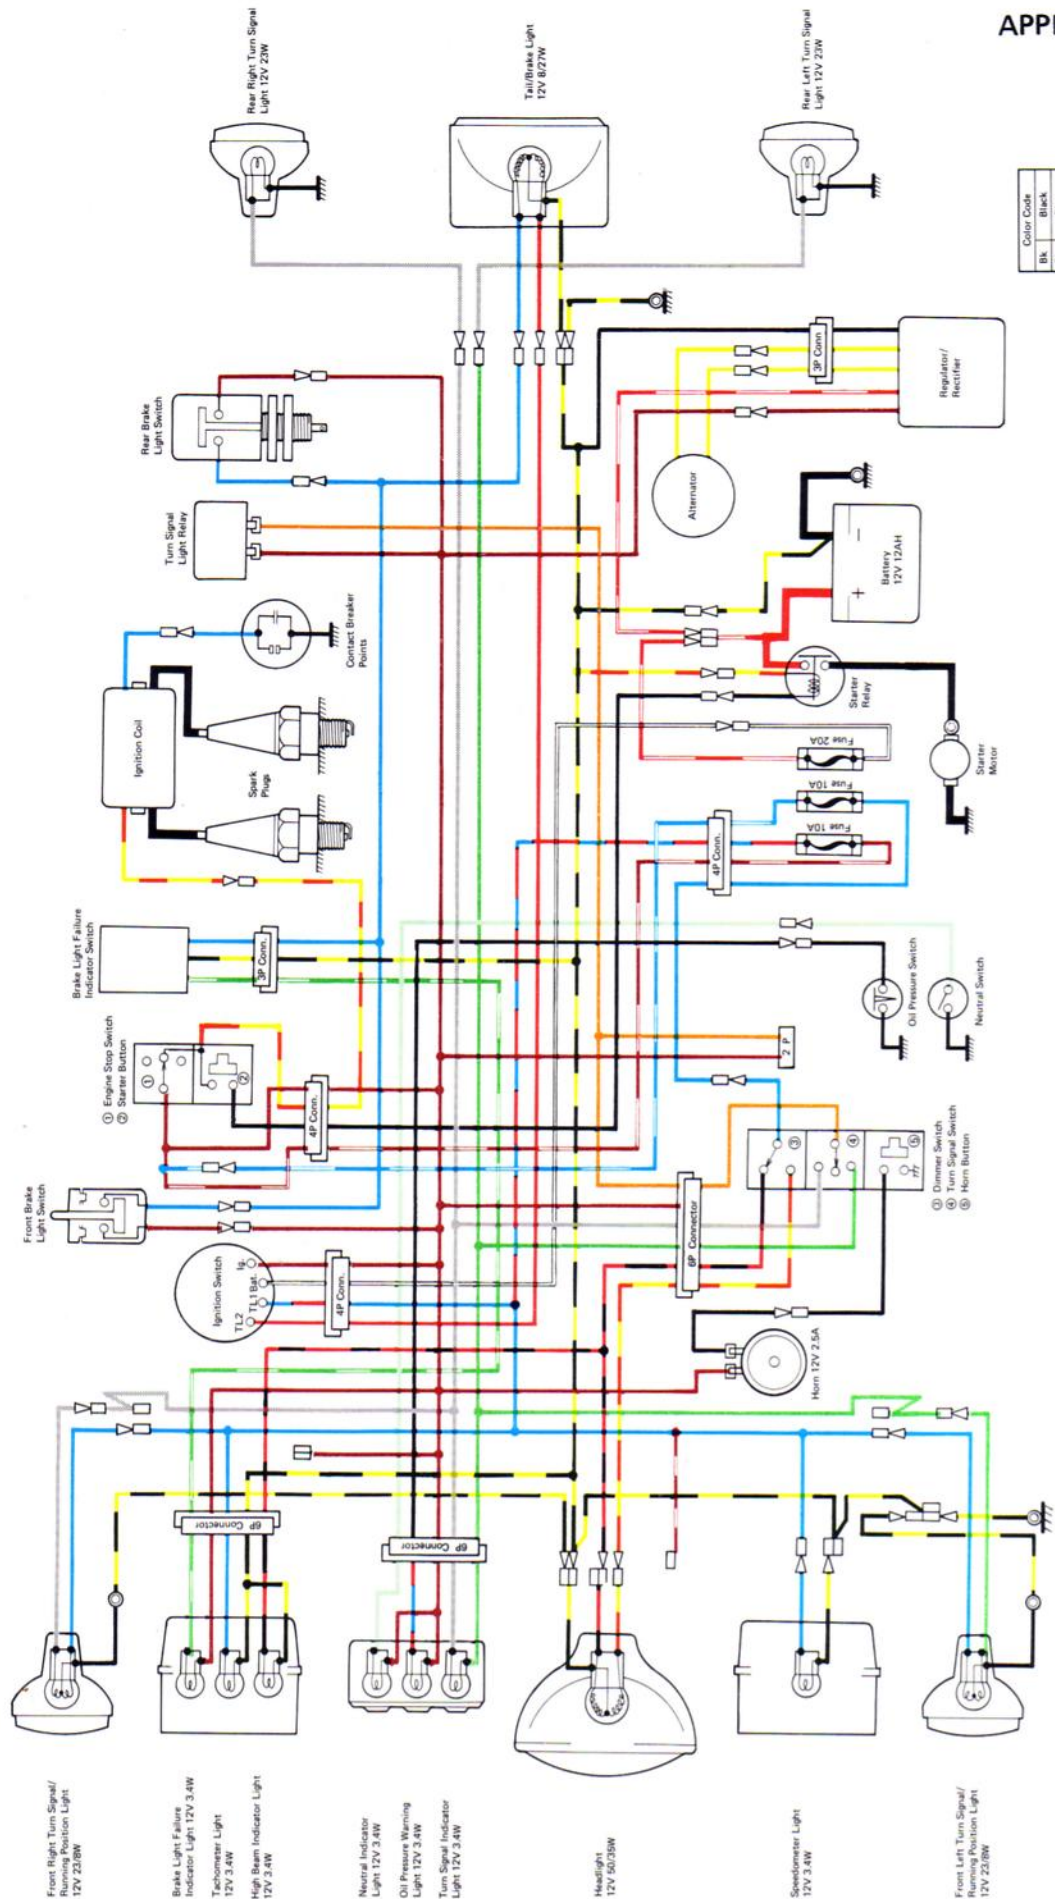 APPE
Color Code
Bk Black
Rear Right Turn Signal
Light 12V 23W
Tail/Brake Light
12V 8/27W
Rear Left Turn Signal
Light 12V 23W
Rear Brake
Light Switch
Turn Signal
Light Relay
Contact Breaker
Points
Ignition Coil
Spark
Plugs
Brake Light Failure
Indicator Switch
3P Conn.
① Engine Stop Switch
② Starter Button
①
②
4P Conn.
Front Brake
Light Switch
Ignition Switch
Ig.
Bat.
TL1
TL2
4P Conn.
3P Conn
Regulator/
Rectifier
Alternator
Battery
12V 12AH
+
−
Starter
Relay
Starter
Motor
Fuse 20A
Fuse 10A
Fuse 10A
4P Conn.
Oil Pressure Switch
Neutral Switch
2 P
6P Connector
③
④
⑤
③ Dimmer Switch
④ Turn Signal Switch
⑤ Horn Button
Horn 12V 2.5A
6P Connector
6P Connector
Front Right Turn Signal/
Running Position Light
12V 23/8W
Brake Light Failure
Indicator Light 12V 3.4W
Tachometer Light
12V 3.4W
High Beam Indicator Light
12V 3.4W
Neutral Indicator
Light 12V 3.4W
Oil Pressure Warning
Light 12V 3.4W
Turn Signal Indicator
Light 12V 3.4W
Headlight
12V 50/35W
Speedometer Light
12V 3.4W
Front Left Turn Signal/
Running Position Light
12V 23/8W